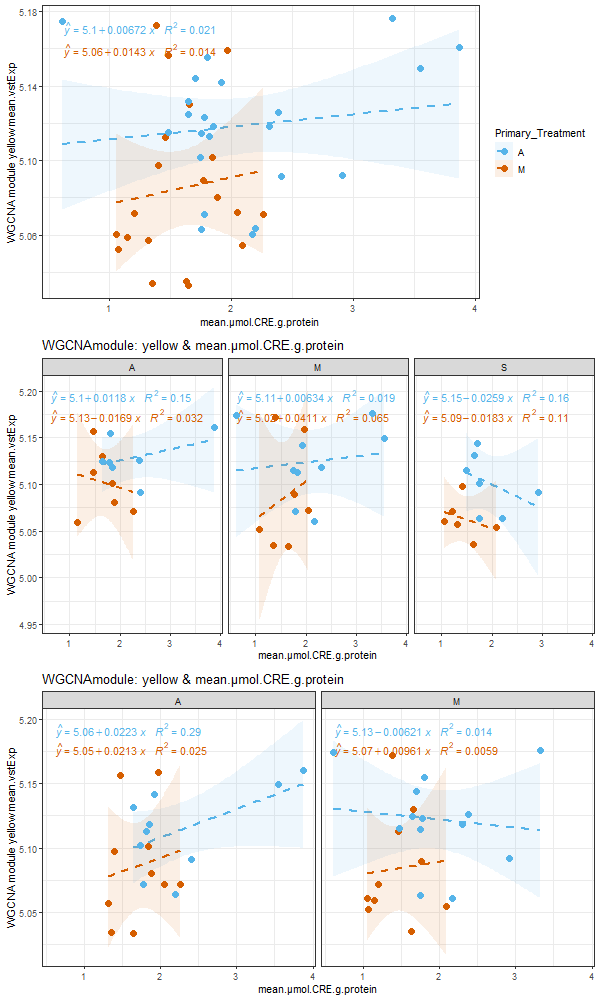 ŷ = 5.1 + 0.00672 x   R² = 0.021
ŷ = 5.06 + 0.0143 x   R² = 0.014
5.18
5.14
5.10
5.06
WGCNA module yellow mean.vstExp
1 2 3 4
mean.µmol.CRE.g.protein
Primary_Treatment
A
M
WGCNAmodule: yellow & mean.µmol.CRE.g.protein
A M S
ŷ = 5.1 + 0.0118 x   R² = 0.15
ŷ = 5.13 − 0.0169 x   R² = 0.032
ŷ = 5.11 + 0.00634 x   R² = 0.019
+ 0.0411 x   R² = 0.065
ŷ = 5.15 − 0.0259 x   R² = 0.16
ŷ = 5.09 − 0.0183 x   R² = 0.11
5.20
5.15
5.10
5.05
5.00
4.95
WGCNA module yellow mean.vstExp
1 2 3 4 1 2 3 4 1 2 3 4
mean.µmol.CRE.g.protein
WGCNAmodule: yellow & mean.µmol.CRE.g.protein
A M
ŷ = 5.06 + 0.0223 x   R² = 0.29
ŷ = 5.05 + 0.0213 x   R² = 0.025
ŷ = 5.13 − 0.00621 x   R² = 0.014
ŷ = 5.07 + 0.00961 x   R² = 0.0059
5.20
5.15
5.10
5.05
WGCNA module yellow mean.vstExp
1 2 3 4 1 2 3 4
mean.µmol.CRE.g.protein